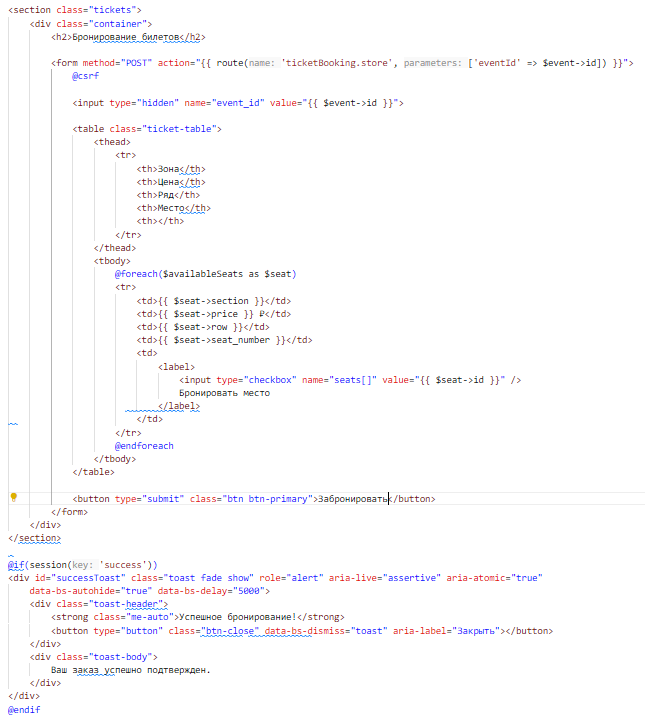 <section class="tickets">
<div class="container">
<h2>Бронирование билетов</h2>
<form method="POST" action="{{ route(name: 'ticketBooking.store', parameters: ['eventId' => $event->id]) }}">
@csrf
<input type="hidden" name="event_id" value="{{ $event->id }}">
<table class="ticket-table">
<thead>
<tr>
<th>Зона</th>
<th>Цена</th>
<th>Ряд</th>
<th>Место</th>
<th></th>
</tr>
</thead>
<tbody>
@foreach($availableSeats as $seat)
<tr>
<td>{{ $seat->section }}</td>
<td>{{ $seat->price }} ₽</td>
<td>{{ $seat->row }}</td>
<td>{{ $seat->seat_number }}</td>
<td>
<label>
<input type="checkbox" name="seats[]" value="{{ $seat->id }}" />
Бронировать место
</label>
</td>
</tr>
@endforeach
</tbody>
</table>
<button type="submit" class="btn btn-primary">Забронировать</button>
</form>
</div>
</section>
@if(session(key: 'success'))
<div id="successToast" class="toast fade show" role="alert" aria-live="assertive" aria-atomic="true"
data-bs-autohide="true" data-bs-delay="5000">
<div class="toast-header">
<strong class="me-auto">Успешное бронирование!</strong>
<button type="button" class="btn-close" data-bs-dismiss="toast" aria-label="Закрыть"></button>
</div>
<div class="toast-body">
Ваш заказ успешно подтвержден.
</div>
</div>
@endif